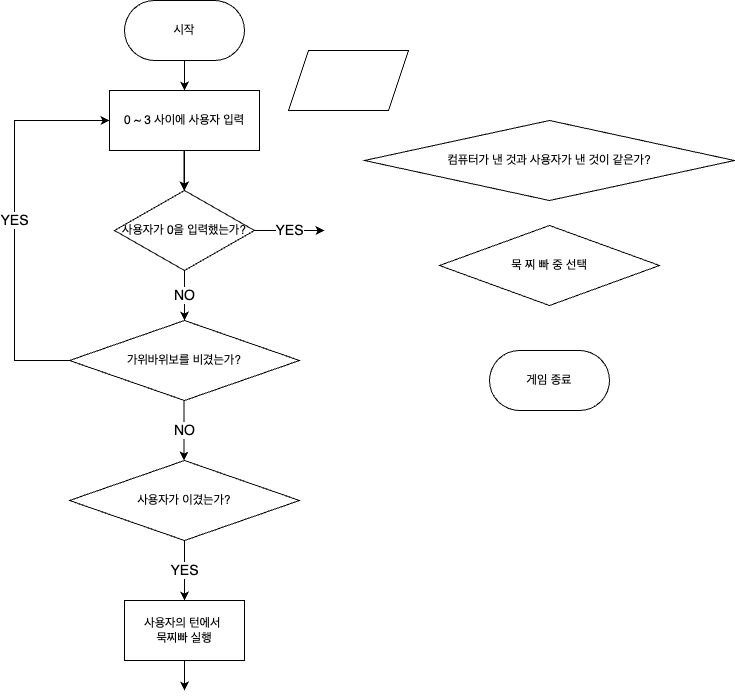 시작
0 ~ 3 사이에 사용자 입력
컴퓨터가 낸 것과 사용자가 낸 것이 같은가?
YES
사용자가 0을 입력했는가?
YES
묵 찌 빠 중 선택
NO
가위바위보를 비겼는가?
게임 종료
NO
사용자가 이겼는가?
YES
사용자의 턴에서
묵찌빠 실행